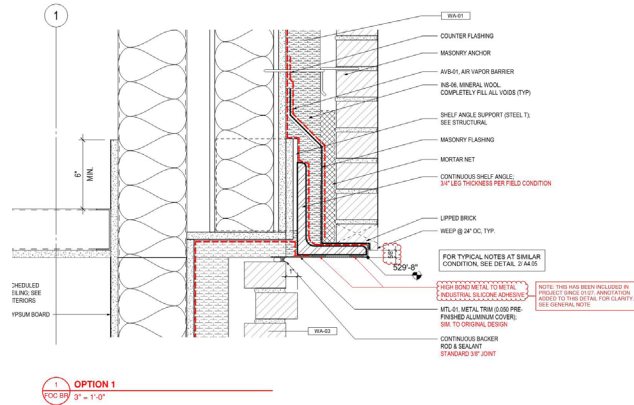 1
WA-01
COUNTER FLASHING
MASONRY ANCHOR
AVB-01, AIR VAPOR BARRIER
INS-06, MINERAL WOOL,
COMPLETELY FILL ALL VOIDS (TYP)
SHELF ANGLE SUPPORT (STEEL T);
SEE STRUCTURAL
MASONRY FLASHING
MORTAR NET
CONTINUOUS SHELF ANGLE;
3/4" LEG THICKNESS PER FIELD CONDITION
6"
MIN.
LIPPED BRICK
WEEP @ 24" OC, TYP.
529'-8"
FOR TYPICAL NOTES AT SIMILAR
CONDITION, SEE DETAIL 2/ A4.05
1"
HIGH BOND METAL TO METAL
INDUSTRIAL SILICONE ADHESIVE
NOTE: THIS HAS BEEN INCLUDED IN
PROJECT SINCE 01/27. ANNOTATION
ADDED TO THIS DETAIL FOR CLARITY.
SEE GENERAL NOTE
CHEDULED
EILING; SEE
TERIORS
YPSUM BOARD
MTL-01, METAL TRIM (0.050 PRE-
FINISHED ALUMINUM COVER);
SIM. TO ORIGINAL DESIGN
WA-03
CONTINUOUS BACKER
ROD & SEALANT
STANDARD 3/8" JOINT
1
FOC BR
OPTION 1
3" = 1'-0"